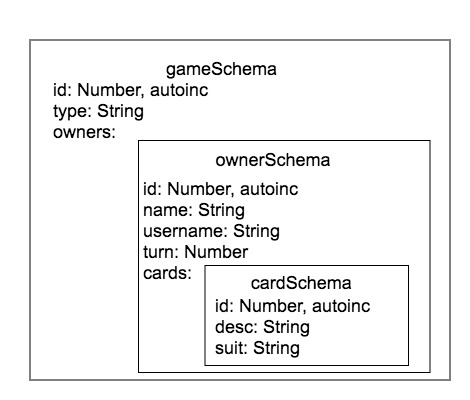 gameSchema
id: Number, autoinc
type: String
owners:
ownerSchema
id: Number, autoinc
name: String
username: String
turn: Number
cards:
cardSchema
id: Number, autoinc
desc: String
suit: String